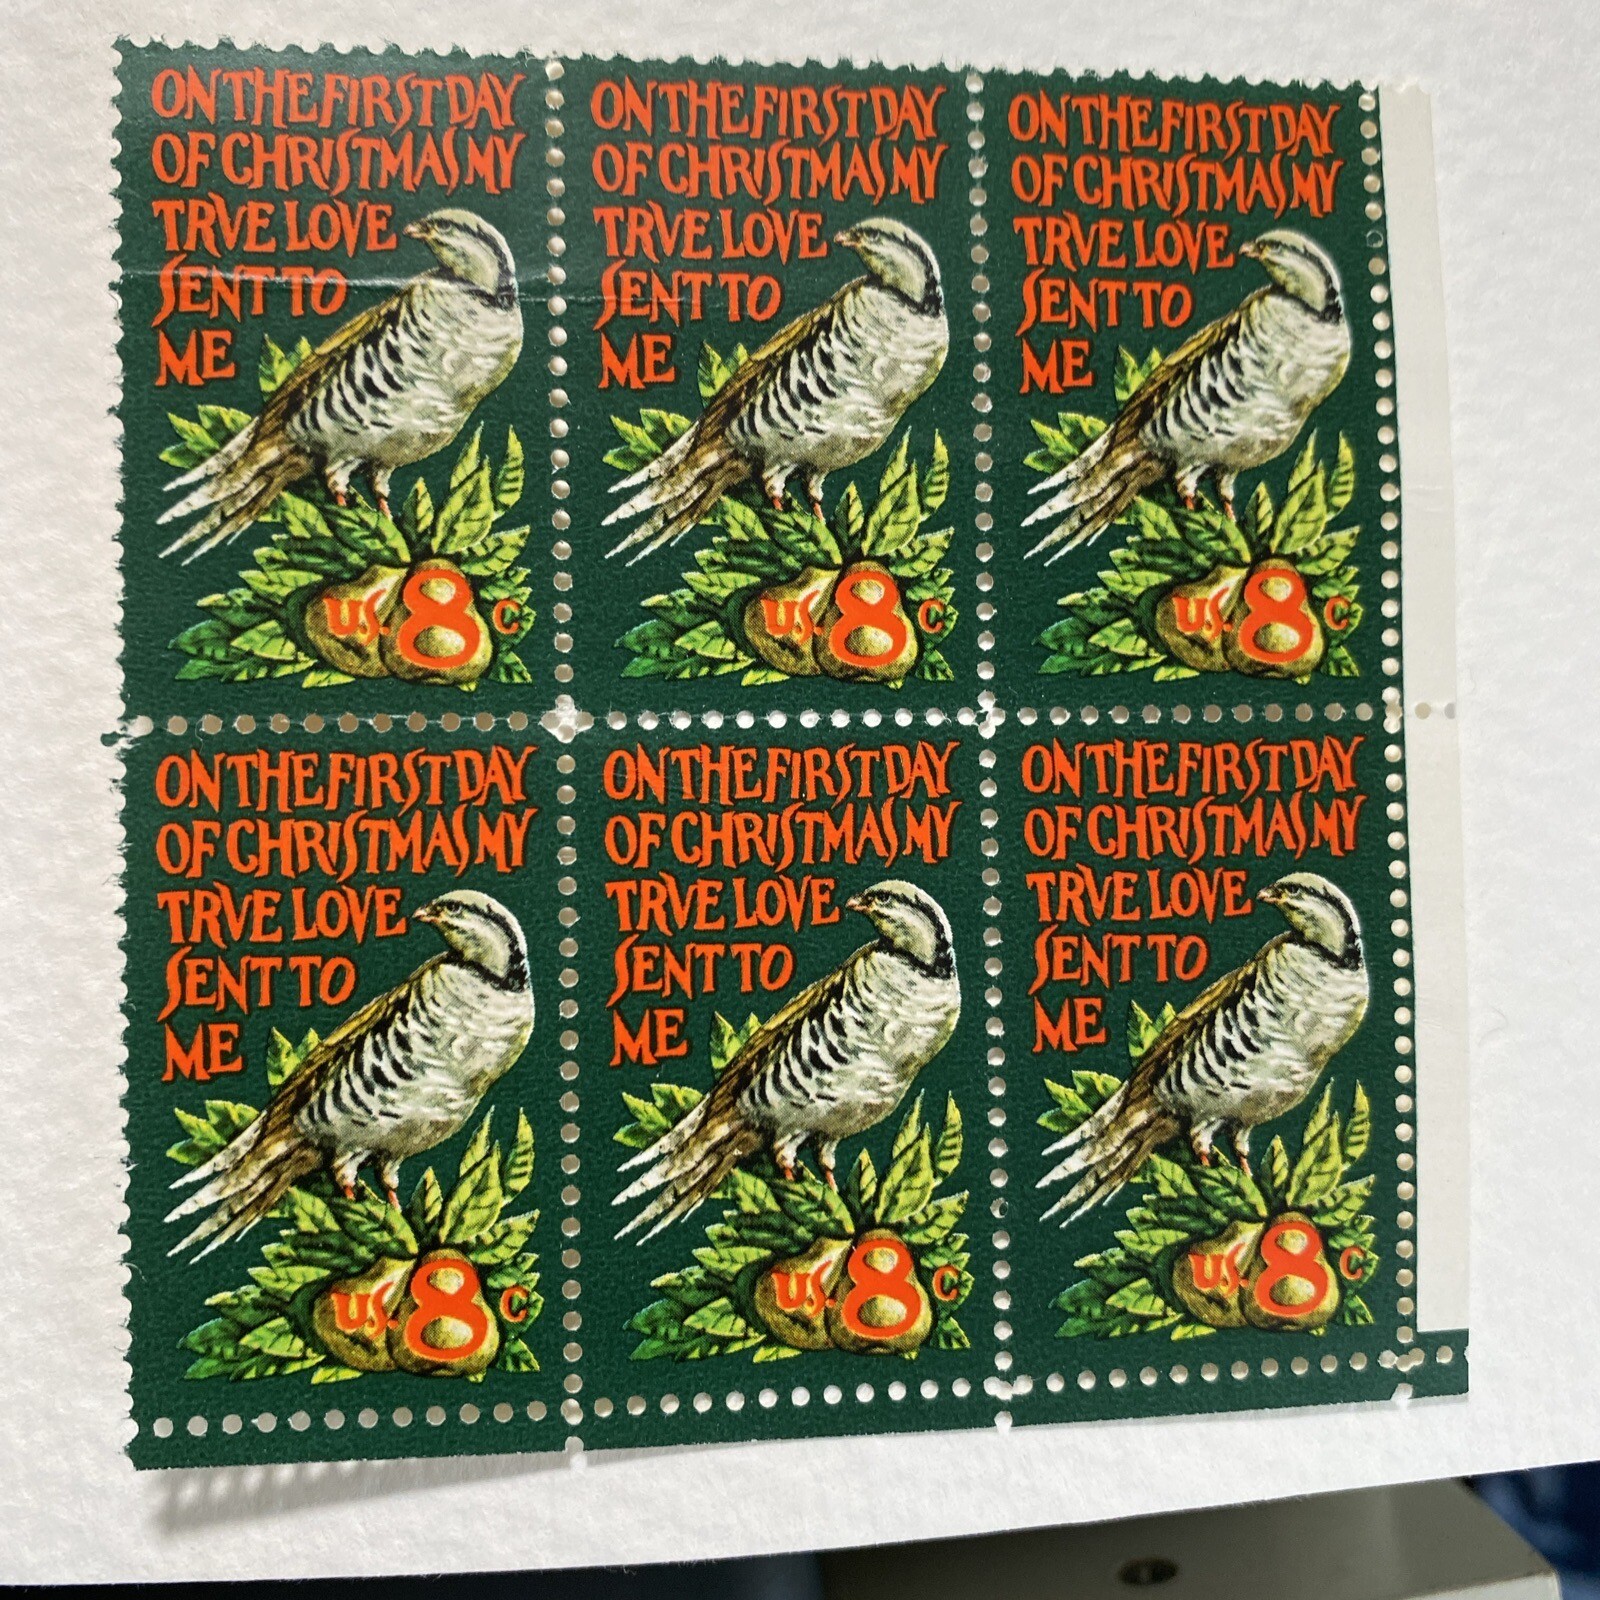 ON THE FIRST DAY
OF CHRISTMAS MY
TRVE LOVE
SENT TO
ME
U.S. 8 C
ON THE FIRST DAY
OF CHRISTMAS MY
TRVE LOVE
SENT TO
ME
U.S. 8 C
ON THE FIRST DAY
OF CHRISTMAS MY
TRVE LOVE
SENT TO
ME
U.S. 8 C
ON THE FIRST DAY
OF CHRISTMAS MY
TRVE LOVE
SENT TO
ME
U.S. 8 C
ON THE FIRST DAY
OF CHRISTMAS MY
TRVE LOVE
SENT TO
ME
U.S. 8 C
ON THE FIRST DAY
OF CHRISTMAS MY
TRVE LOVE
SENT TO
ME
U.S. 8 C